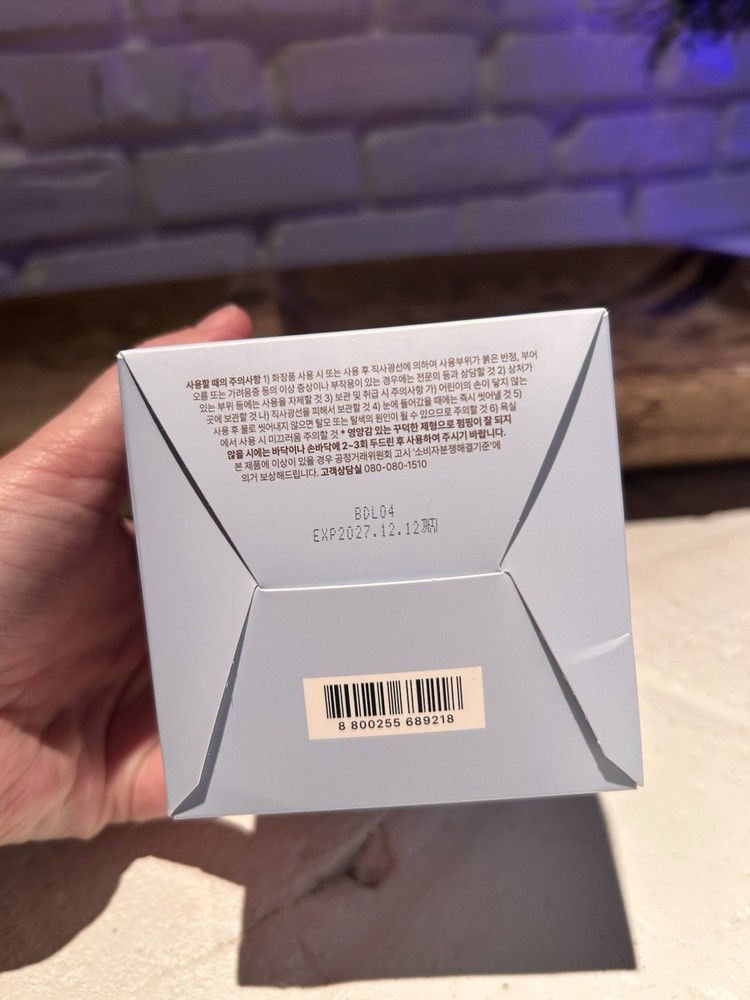 사용할 때의 주의사항 1) 화장품 사용 시 또는 사용 후 직사광선에 의하여 사용부위가 붉은 반점, 부어
오름 또는 가려움증 등의 이상 증상이나 부작용이 있는 경우에는 전문의 등과 상담할 것 2) 상처가
있는 부위 등에는 사용을 자제할 것 3) 보관 및 취급 시 주의사항 가) 어린이의 손이 닿지 않는
곳에 보관할 것 나) 직사광선을 피해서 보관할 것 4) 눈에 들어갔을 때에는 즉시 씻어낼 것 5)
사용 후 물로 씻어내지 않으면 탈모 또는 탈색의 원인이 될 수 있으므로 주의할 것 6) 욕실
에서 사용 시 미끄러움 주의할 것 * 영양감 있는 꾸덕한 제형으로 펌핑이 잘 되지
않을 시에는 바닥이나 손바닥에 2~3회 두드린 후 사용하여 주시기 바랍니다.
본 제품에 이상이 있을 경우 공정거래위원회 고시 '소비자분쟁해결기준'에
의거 보상해드립니다. 고객상담실 080-080-1510
BDL04
EXP2027.12.12까지
8 800255 689218